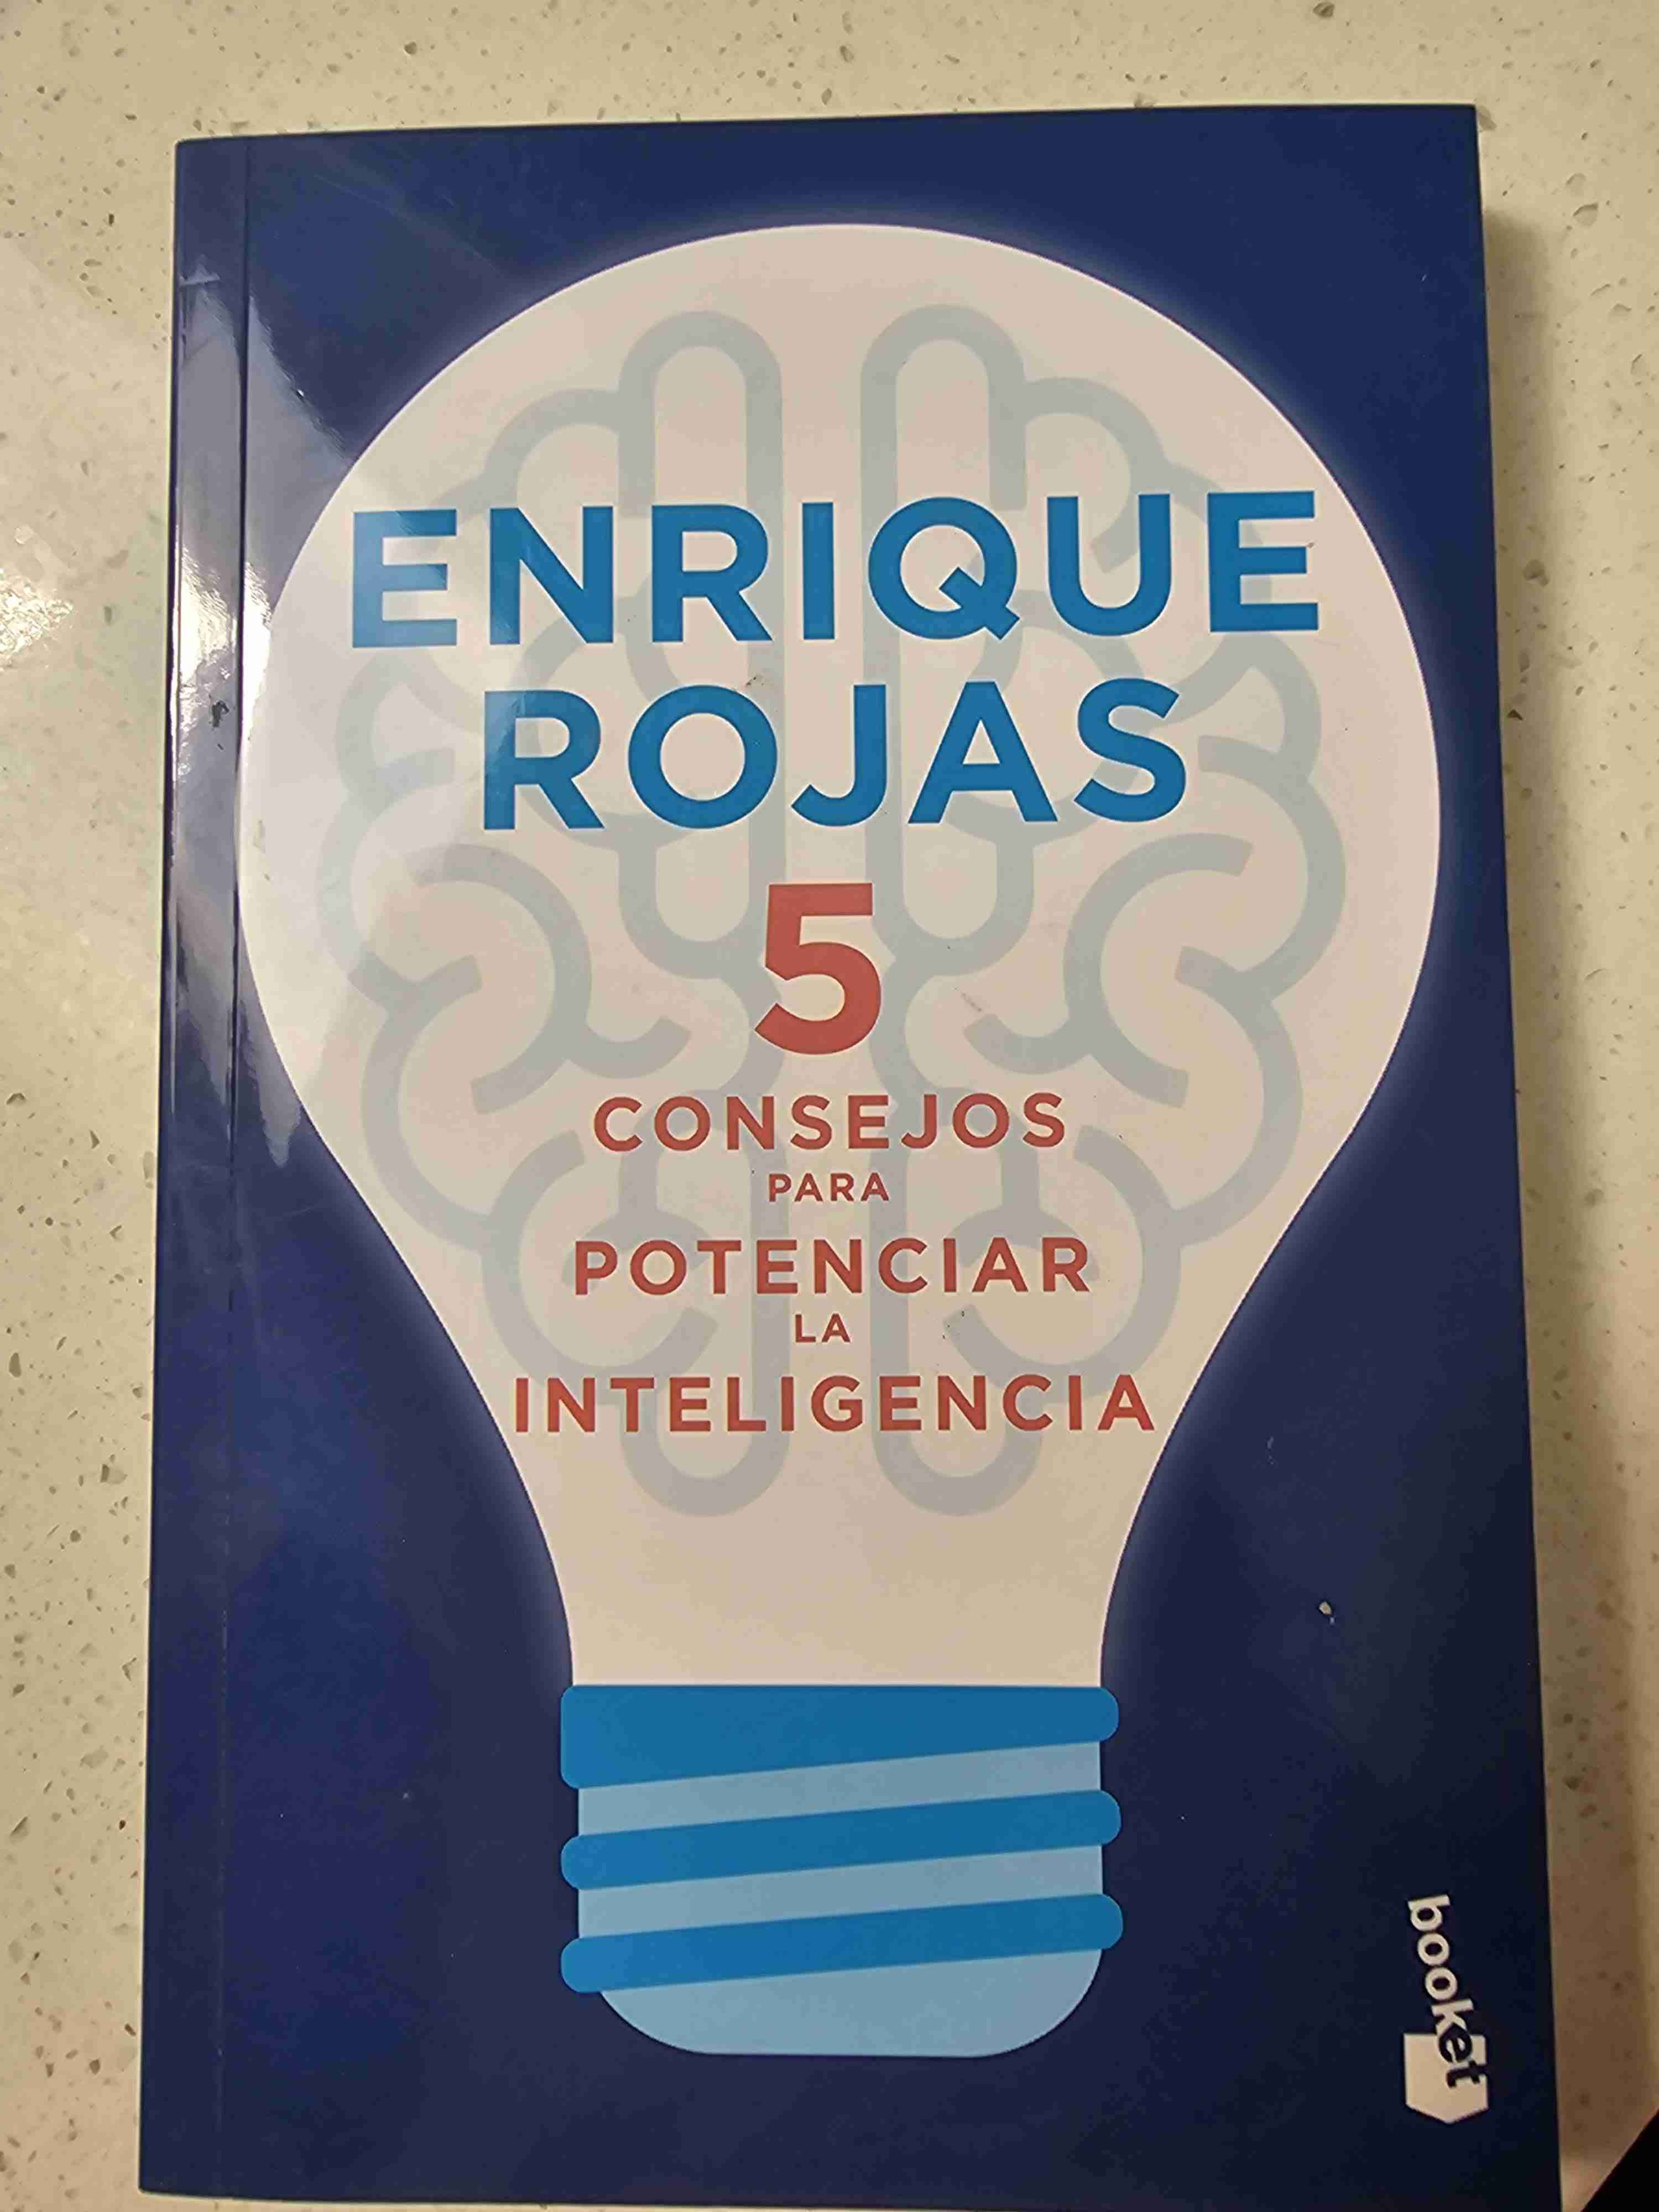 ENRIQUE
ROJAS
5
CONSEJOS
PARA
POTENCIAR
LA
INTELIGENCIA
booket